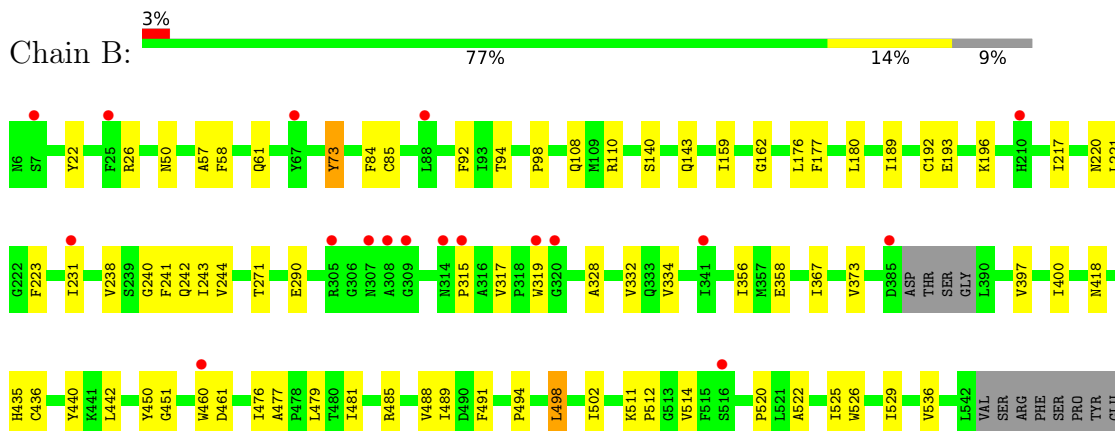 3%
Chain B:
77% 14% 9%
N6 S7 Y22 F25 R26 N50 A57 F58 Q61 Y67 Y73 F84 C85 L88 F92 I93 T94 P98 Q108 M109 R110 S140 Q143 I159 G162 L176 F177 L180 I189 C192 E193 K196 H210 I217 N220 L221
G222 F223 I231 V238 S239 G240 F241 Q242 I243 V244 T271 E290 R305 G306 N307 A308 G309 N314 P315 A316 V317 P318 W319 G320 A328 V332 Q333 V334 I341 I356 M357 E358 I367 V373 D385 ASP THR SER GLY L390 V397 I400 N418
H435 C436 Y440 K441 L442 Y450 G451 W460 D461 I476 A477 P478 L479 T480 I481 R485 V488 I489 D490 F491 P494 L498 I502 K511 P512 G513 V514 F515 S516 P520 L521 A522 I525 W526 I529 V536 L542 VAL SER ARG PHE SER PRO TYR GLU